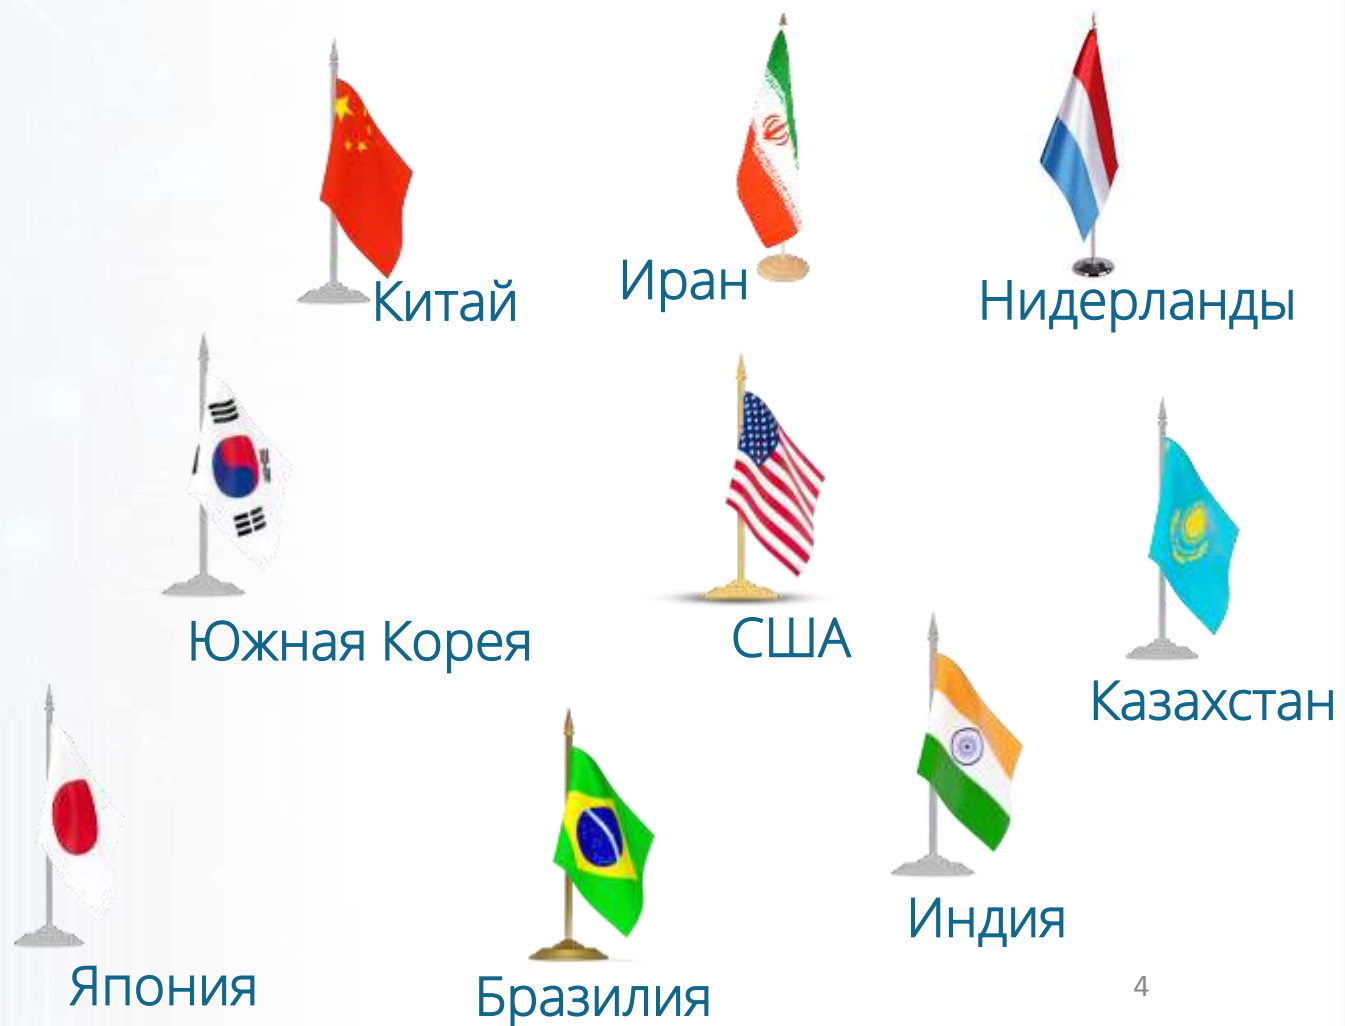 Китай
Иран
Нидерланды
Южная Корея
США
Казахстан
Япония
Бразилия
Индия
4